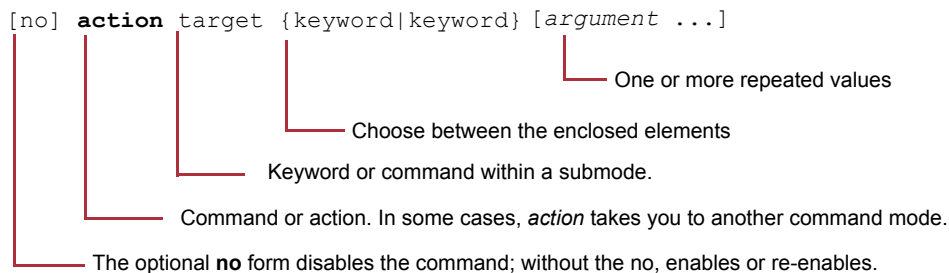 [no] action target {keyword|keyword} [argument ...]
One or more repeated values
Choose between the enclosed elements
Keyword or command within a submode.
Command or action. In some cases, action takes you to another command mode.
The optional no form disables the command; without the no, enables or re-enables.